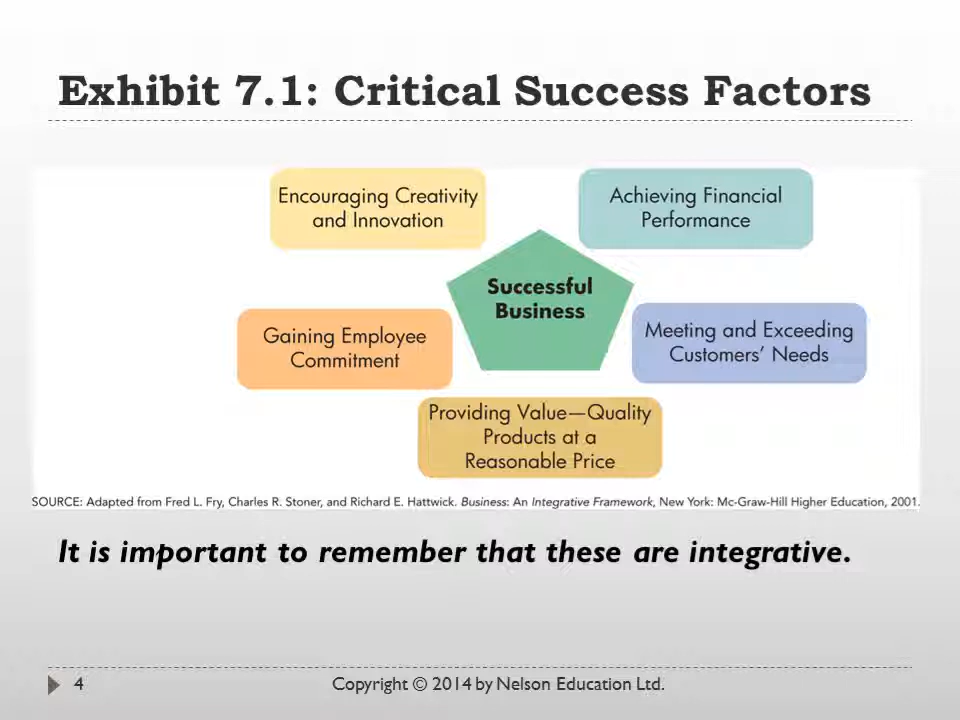 Exhibit 7.1: Critical Success Factors
Encouraging Creativity
and Innovation
Achieving Financial
Performance
Successful
Business
Gaining Employee
Commitment
Meeting and Exceeding
Customers’ Needs
Providing Value—Quality
Products at a
Reasonable Price
SOURCE: Adapted from Fred L. Fry, Charles R. Stoner, and Richard E. Hattwick. Business: An Integrative Framework, New York: Mc-Graw-Hill Higher Education, 2001.
It is important to remember that these are integrative.
4
Copyright © 2014 by Nelson Education Ltd.